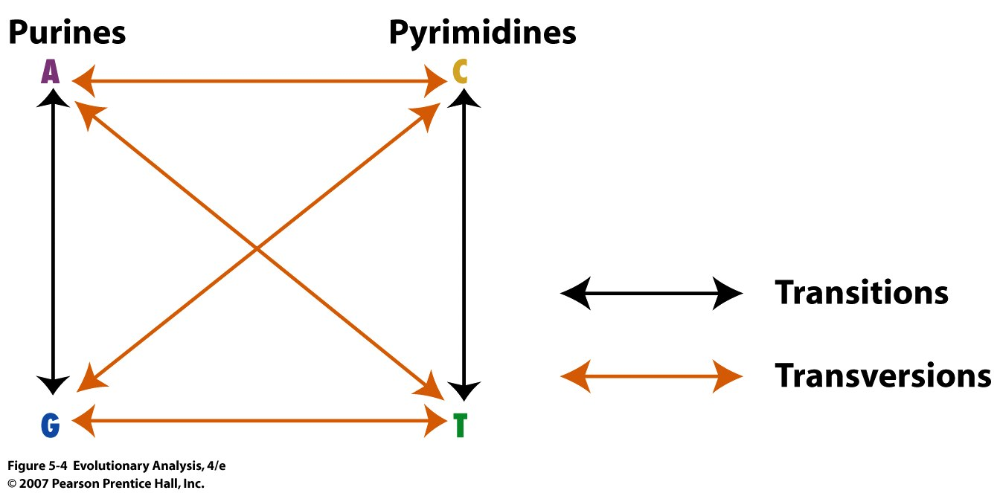 Purines Pyrimidines
A C
G T
Transitions
Transversions
Figure 5-4 Evolutionary Analysis, 4/e
© 2007 Pearson Prentice Hall, Inc.